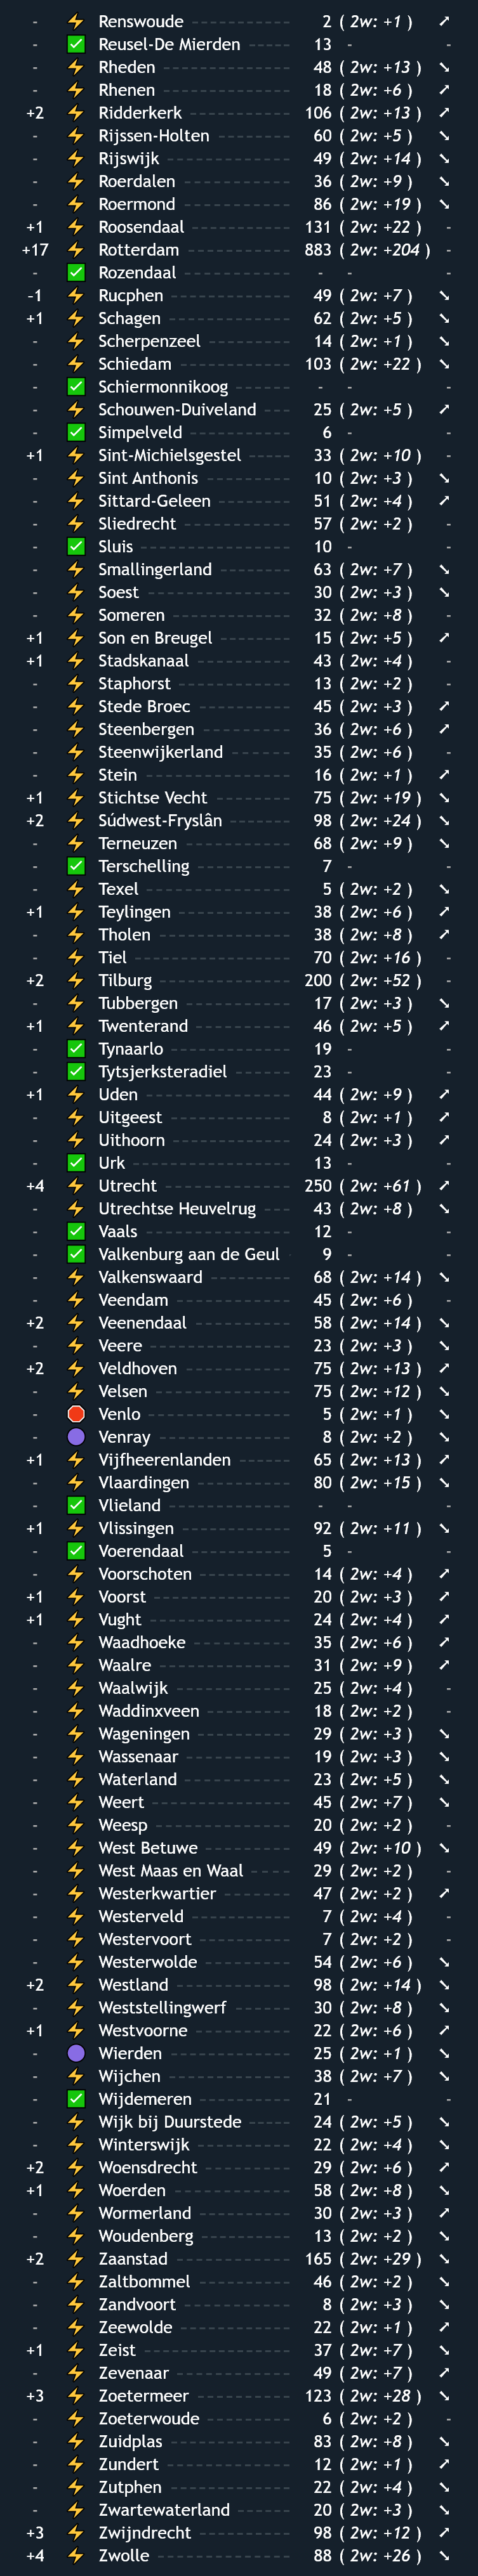 - Renswoude 2 ( 2w: +1 ) ↗
- ✅ Reusel-De Mierden 13 - -
- ⚡ Rheden 48 ( 2w: +13 ) ↘
- ⚡ Rhenen 18 ( 2w: +6 ) ↗
+2 ⚡ Ridderkerk 106 ( 2w: +13 ) ↗
- ⚡ Rijssen-Holten 60 ( 2w: +5 ) ↘
- ⚡ Rijswijk 49 ( 2w: +14 ) ↘
- ⚡ Roerdalen 36 ( 2w: +9 ) ↘
- ⚡ Roermond 86 ( 2w: +19 ) ↘
+1 ⚡ Roosendaal 131 ( 2w: +22 ) -
+17 ⚡ Rotterdam 883 ( 2w: +204 ) -
- ✅ Rozendaal - - -
-1 ⚡ Rucphen 49 ( 2w: +7 ) ↘
+1 ⚡ Schagen 62 ( 2w: +5 ) ↘
- ⚡ Scherpenzeel 14 ( 2w: +1 ) ↘
- ⚡ Schiedam 103 ( 2w: +22 ) ↘
- ✅ Schiermonnikoog - - -
- ⚡ Schouwen-Duiveland 25 ( 2w: +5 ) ↗
- ✅ Simpelveld 6 - -
+1 ⚡ Sint-Michielsgestel 33 ( 2w: +10 ) -
- ⚡ Sint Anthonis 10 ( 2w: +3 ) ↘
- ⚡ Sittard-Geleen 51 ( 2w: +4 ) ↗
- ⚡ Sliedrecht 57 ( 2w: +2 ) -
- ✅ Sluis 10 - -
- ⚡ Smallingerland 63 ( 2w: +7 ) ↘
- ⚡ Soest 30 ( 2w: +3 ) ↘
- ⚡ Someren 32 ( 2w: +8 ) -
+1 ⚡ Son en Breugel 15 ( 2w: +5 ) ↗
+1 ⚡ Stadskanaal 43 ( 2w: +4 ) -
- ⚡ Staphorst 13 ( 2w: +2 ) -
- ⚡ Stede Broec 45 ( 2w: +3 ) ↗
- ⚡ Steenbergen 36 ( 2w: +6 ) ↗
- ⚡ Steenwijkerland 35 ( 2w: +6 ) -
- ⚡ Stein 16 ( 2w: +1 ) ↗
+1 ⚡ Stichtse Vecht 75 ( 2w: +19 ) ↘
+2 ⚡ Súdwest-Fryslân 98 ( 2w: +24 ) ↘
- ⚡ Terneuzen 68 ( 2w: +9 ) ↘
- ✅ Terschelling 7 - -
- ⚡ Texel 5 ( 2w: +2 ) ↘
+1 ⚡ Teylingen 38 ( 2w: +6 ) ↗
- ⚡ Tholen 38 ( 2w: +8 ) ↗
- ⚡ Tiel 70 ( 2w: +16 ) -
+2 ⚡ Tilburg 200 ( 2w: +52 ) -
- ⚡ Tubbergen 17 ( 2w: +3 ) ↘
+1 ⚡ Twenterand 46 ( 2w: +5 ) ↗
- ✅ Tynaarlo 19 - -
- ✅ Tytsjerksteradiel 23 - -
+1 ⚡ Uden 44 ( 2w: +9 ) ↗
- ⚡ Uitgeest 8 ( 2w: +1 ) ↗
- ⚡ Uithoorn 24 ( 2w: +3 ) ↗
- ✅ Urk 13 - -
+4 ⚡ Utrecht 250 ( 2w: +61 ) ↗
- ⚡ Utrechtse Heuvelrug 43 ( 2w: +8 ) ↘
- ✅ Vaals 12 - -
- ✅ Valkenburg aan de Geul 9 - -
- ⚡ Valkenswaard 68 ( 2w: +14 ) ↘
- ⚡ Veendam 45 ( 2w: +6 ) -
+2 ⚡ Veenendaal 58 ( 2w: +14 ) ↘
- ⚡ Veere 23 ( 2w: +3 ) ↘
+2 ⚡ Veldhoven 75 ( 2w: +13 ) ↗
- ⚡ Velsen 75 ( 2w: +12 ) ↘
- 🛑 Venlo 5 ( 2w: +1 ) ↘
- 🟣 Venray 8 ( 2w: +2 ) ↘
+1 ⚡ Vijfheerenlanden 65 ( 2w: +13 ) ↗
- ⚡ Vlaardingen 80 ( 2w: +15 ) ↘
- ✅ Vlieland - - -
+1 ⚡ Vlissingen 92 ( 2w: +11 ) ↘
- ✅ Voerendaal 5 - -
- ⚡ Voorschoten 14 ( 2w: +4 ) ↗
+1 ⚡ Voorst 20 ( 2w: +3 ) ↗
+1 ⚡ Vught 24 ( 2w: +4 ) ↗
- ⚡ Waadhoeke 35 ( 2w: +6 ) ↗
- ⚡ Waalre 31 ( 2w: +9 ) ↗
- ⚡ Waalwijk 25 ( 2w: +4 ) -
- ⚡ Waddinxveen 18 ( 2w: +2 ) -
- ⚡ Wageningen 29 ( 2w: +3 ) ↘
- ⚡ Wassenaar 19 ( 2w: +3 ) ↘
- ⚡ Waterland 23 ( 2w: +5 ) ↘
- ⚡ Weert 45 ( 2w: +7 ) ↘
- ⚡ Weesp 20 ( 2w: +2 ) -
- ⚡ West Betuwe 49 ( 2w: +10 ) ↘
- ⚡ West Maas en Waal 29 ( 2w: +2 ) -
- ⚡ Westerkwartier 47 ( 2w: +2 ) ↗
- ⚡ Westerveld 7 ( 2w: +4 ) -
- ⚡ Westervoort 7 ( 2w: +2 ) -
- ⚡ Westerwolde 54 ( 2w: +6 ) ↘
+2 ⚡ Westland 98 ( 2w: +14 ) ↘
- ⚡ Weststellingwerf 30 ( 2w: +8 ) ↘
+1 ⚡ Westvoorne 22 ( 2w: +6 ) ↗
- 🟣 Wierden 25 ( 2w: +1 ) ↘
- ⚡ Wijchen 38 ( 2w: +7 ) ↘
- ✅ Wijdemeren 21 - -
- ⚡ Wijk bij Duurstede 24 ( 2w: +5 ) ↘
- ⚡ Winterswijk 22 ( 2w: +4 ) ↘
+2 ⚡ Woensdrecht 29 ( 2w: +6 ) ↗
+1 ⚡ Woerden 58 ( 2w: +8 ) ↘
- ⚡ Wormerland 30 ( 2w: +3 ) ↗
- ⚡ Woudenberg 13 ( 2w: +2 ) ↘
+2 ⚡ Zaanstad 165 ( 2w: +29 ) ↘
- ⚡ Zaltbommel 46 ( 2w: +2 ) ↘
- ⚡ Zandvoort 8 ( 2w: +3 ) ↘
- ⚡ Zeewolde 22 ( 2w: +1 ) ↗
+1 ⚡ Zeist 37 ( 2w: +7 ) ↘
- ⚡ Zevenaar 49 ( 2w: +7 ) ↗
+3 ⚡ Zoetermeer 123 ( 2w: +28 ) ↘
- ⚡ Zoeterwoude 6 ( 2w: +2 ) -
- ⚡ Zuidplas 83 ( 2w: +8 ) ↘
- ⚡ Zundert 12 ( 2w: +1 ) ↗
- ⚡ Zutphen 22 ( 2w: +4 ) ↘
- ⚡ Zwartewaterland 20 ( 2w: +3 ) ↘
+3 ⚡ Zwijndrecht 98 ( 2w: +12 ) ↗
+4 ⚡ Zwolle 88 ( 2w: +26 ) ↘